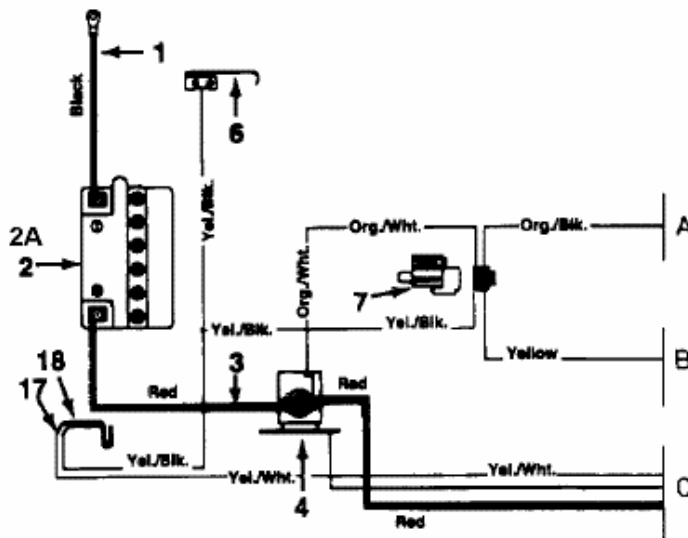 1
Black
6
Yel./Blk.
Org./Wht.
Org./Blk.
A
2A
2
Org./Wht.
7
Yel./Blk.
Yel./Blk.
Yellow
B
18
17
3
Red
Red
Yel./Blk.
Yel./Wht.
Yel./Wht.
4
C
Red